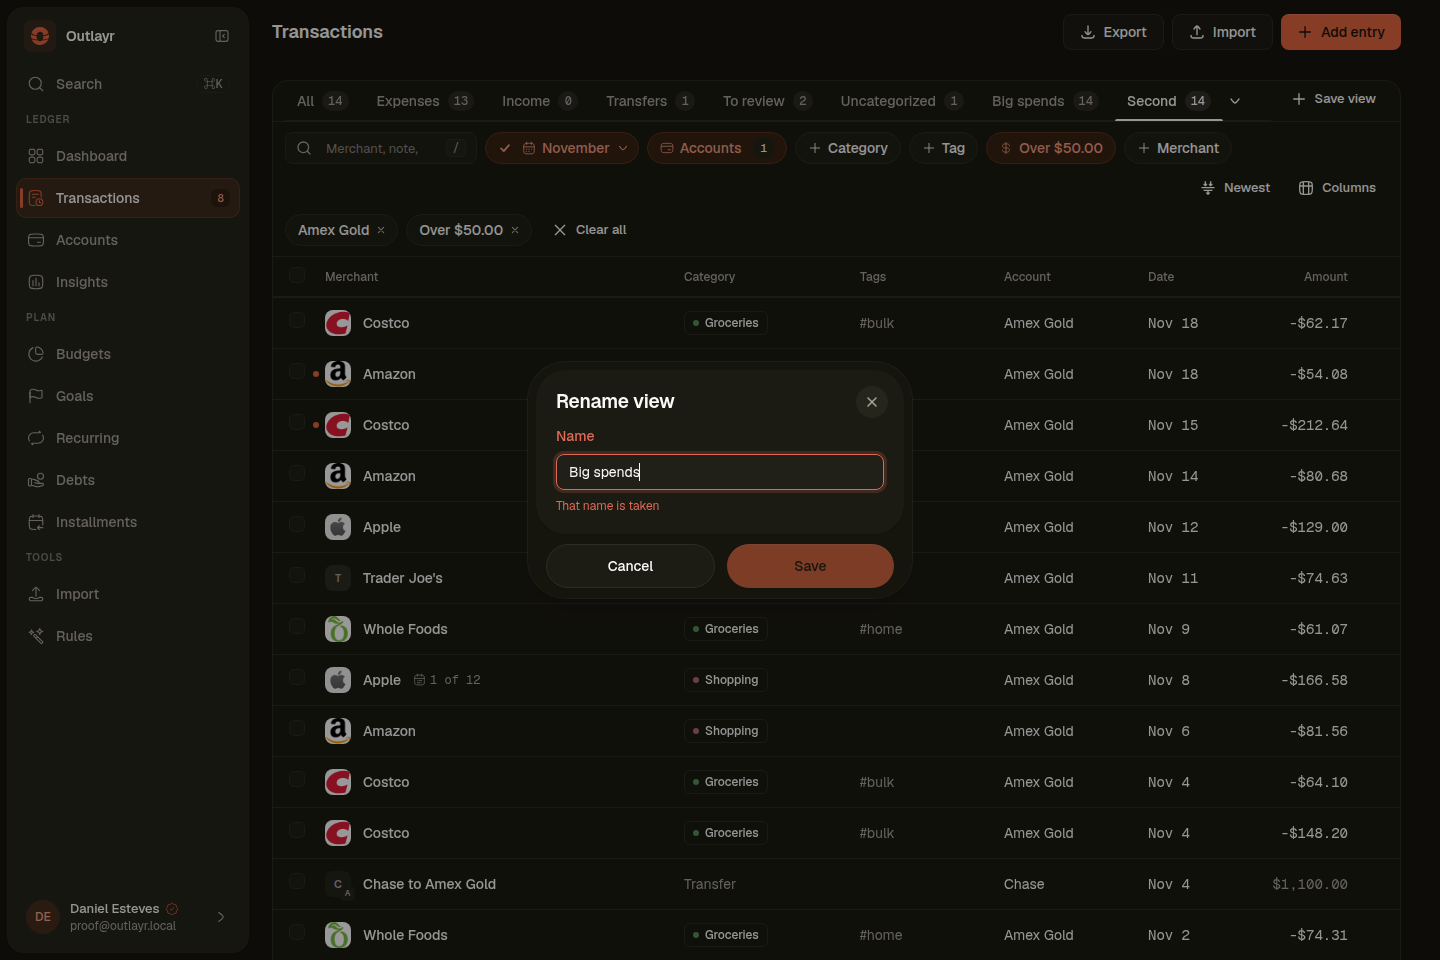 Outlayr
Search ⌘K
LEDGER
Dashboard
Transactions 8
Accounts
Insights
PLAN
Budgets
Goals
Recurring
Debts
Installments
TOOLS
Import
Rules
DE Daniel Esteves
proof@outlayr.local
Transactions
Export Import Add entry
All 14 Expenses 13 Income 0 Transfers 1 To review 2 Uncategorized 1 Big spends 14 Second 14 Save view
Merchant, note, / November Accounts 1 Category Tag Over $50.00 Merchant
Newest Columns
Amex Gold × Over $50.00 × Clear all
Merchant Category Tags Account Date Amount
Costco Groceries #bulk Amex Gold Nov 18 -$62.17
Amazon Amex Gold Nov 18 -$54.08
Costco Amex Gold Nov 15 -$212.64
Amazon Amex Gold Nov 14 -$80.68
Apple Amex Gold Nov 12 -$129.00
T Trader Joe's Amex Gold Nov 11 -$74.63
Whole Foods Groceries #home Amex Gold Nov 9 -$61.07
Apple 1 of 12 Shopping Amex Gold Nov 8 -$166.58
Amazon Shopping Amex Gold Nov 6 -$81.56
Costco Groceries #bulk Amex Gold Nov 4 -$64.10
Costco Groceries #bulk Amex Gold Nov 4 -$148.20
C A Chase to Amex Gold Transfer Chase Nov 4 $1,100.00
Whole Foods Groceries #home Amex Gold Nov 2 -$74.31
Rename view
Name
Big spends
That name is taken
Cancel Save